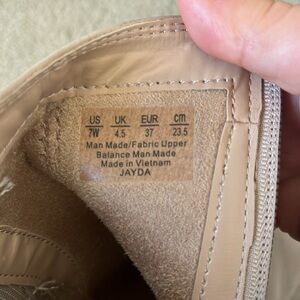 US UK EUR cm
7W 4.5 37 23.5
Man Made/Fabric Upper
Balance Man Made
Made in Vietnam
JAYDA